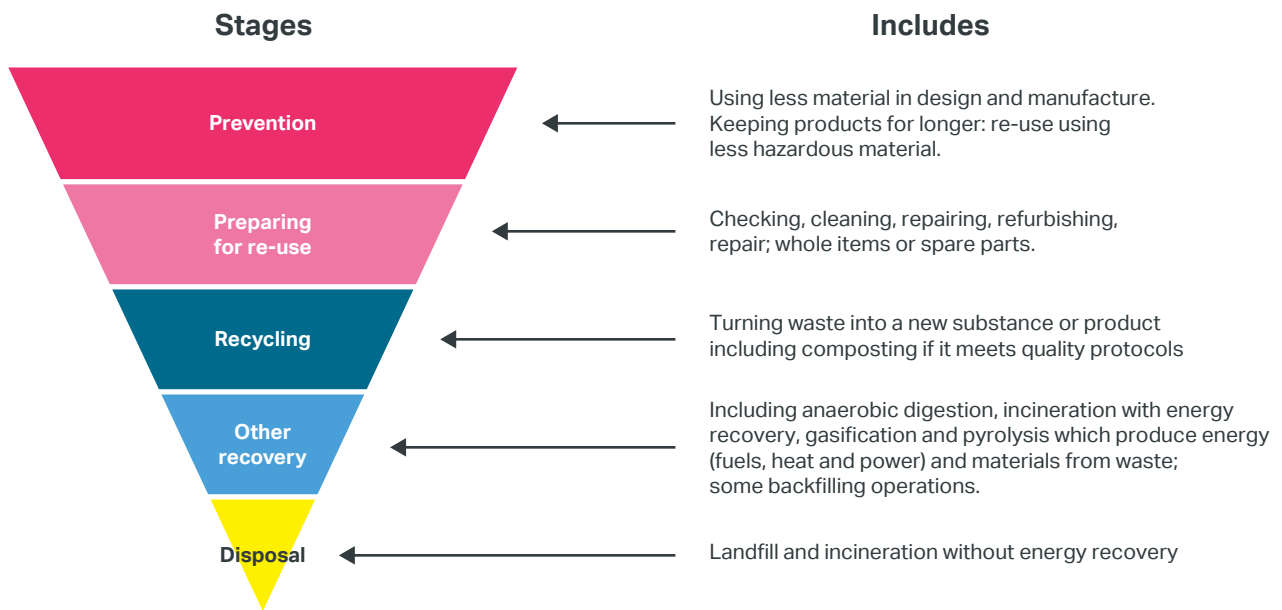 Stages
Includes
Prevention
Using less material in design and manufacture.
Keeping products for longer: re-use using
less hazardous material.
Preparing
for re-use
Checking, cleaning, repairing, refurbishing,
repair; whole items or spare parts.
Recycling
Turning waste into a new substance or product
including composting if it meets quality protocols
Other
recovery
Including anaerobic digestion, incineration with energy
recovery, gasification and pyrolysis which produce energy
(fuels, heat and power) and materials from waste;
some backfilling operations.
Disposal
Landfill and incineration without energy recovery